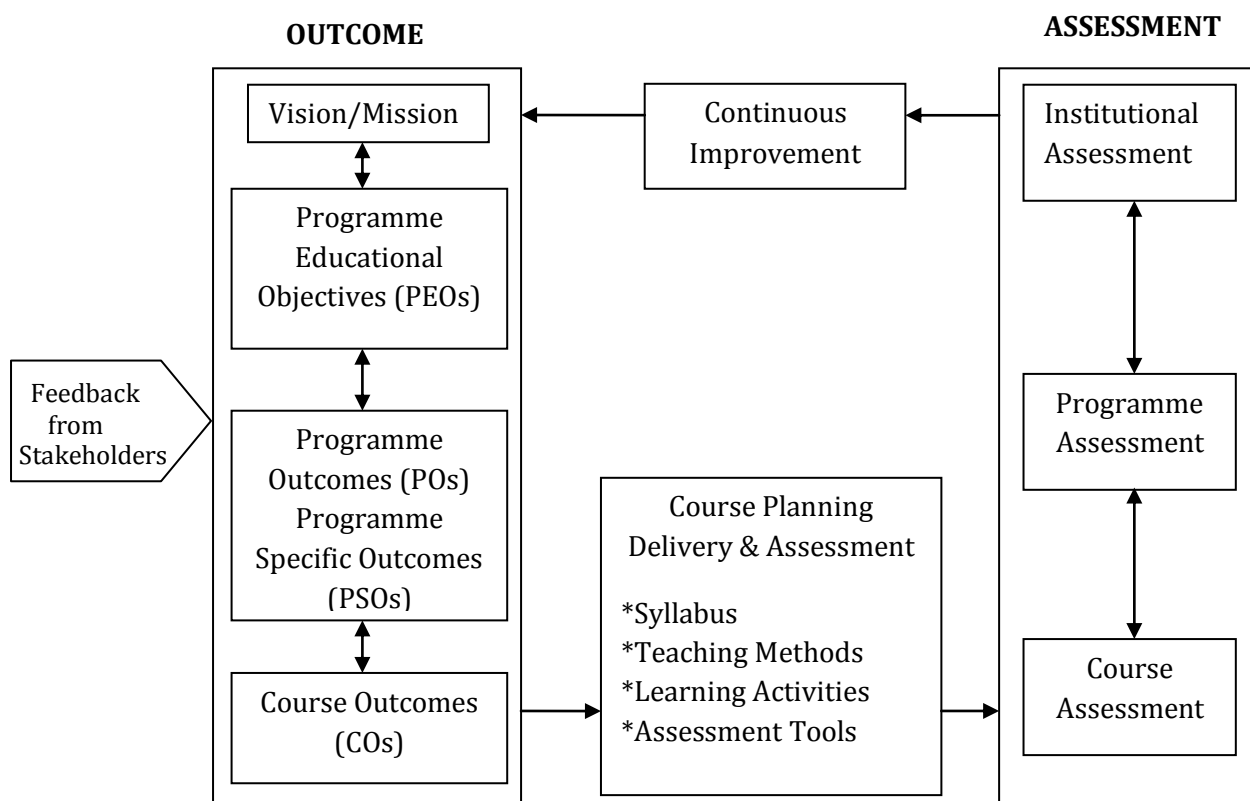 OUTCOME
ASSESSMENT
Vision/Mission
Programme
Educational
Objectives (PEOs)
Programme
Outcomes (POs)
Programme
Specific Outcomes
(PSOs)
Course Outcomes
(COs)
Feedback
from
Stakeholders
Continuous
Improvement
Course Planning
Delivery & Assessment
*Syllabus
*Teaching Methods
*Learning Activities
*Assessment Tools
Institutional
Assessment
Programme
Assessment
Course
Assessment